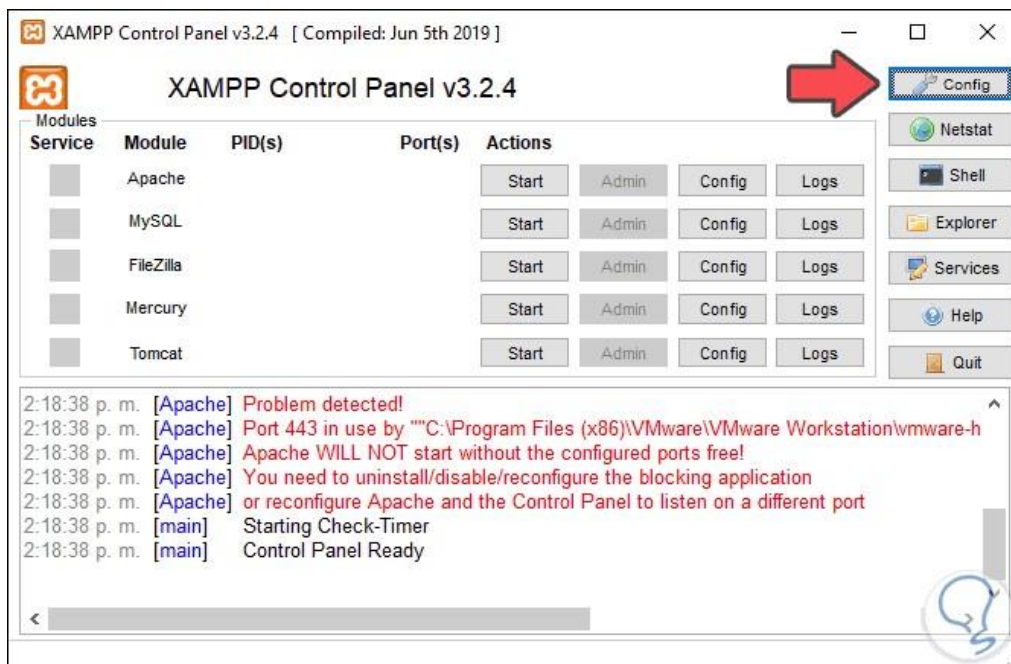 XAMPP Control Panel v3.2.4 [ Compiled: Jun 5th 2019 ]
XAMPP Control Panel v3.2.4
Config
Modules
Service Module PID(s) Port(s) Actions
Netstat
Apache Start Admin Config Logs
Shell
MySQL Start Admin Config Logs
Explorer
FileZilla Start Admin Config Logs
Services
Mercury Start Admin Config Logs
Help
Tomcat Start Admin Config Logs
Quit
2:18:38 p. m. [Apache] Problem detected!
2:18:38 p. m. [Apache] Port 443 in use by ""C:\Program Files (x86)\VMware\VMware Workstation\vmware-h
2:18:38 p. m. [Apache] Apache WILL NOT start without the configured ports free!
2:18:38 p. m. [Apache] You need to uninstall/disable/reconfigure the blocking application
2:18:38 p. m. [Apache] or reconfigure Apache and the Control Panel to listen on a different port
2:18:38 p. m. [main] Starting Check-Timer
2:18:38 p. m. [main] Control Panel Ready